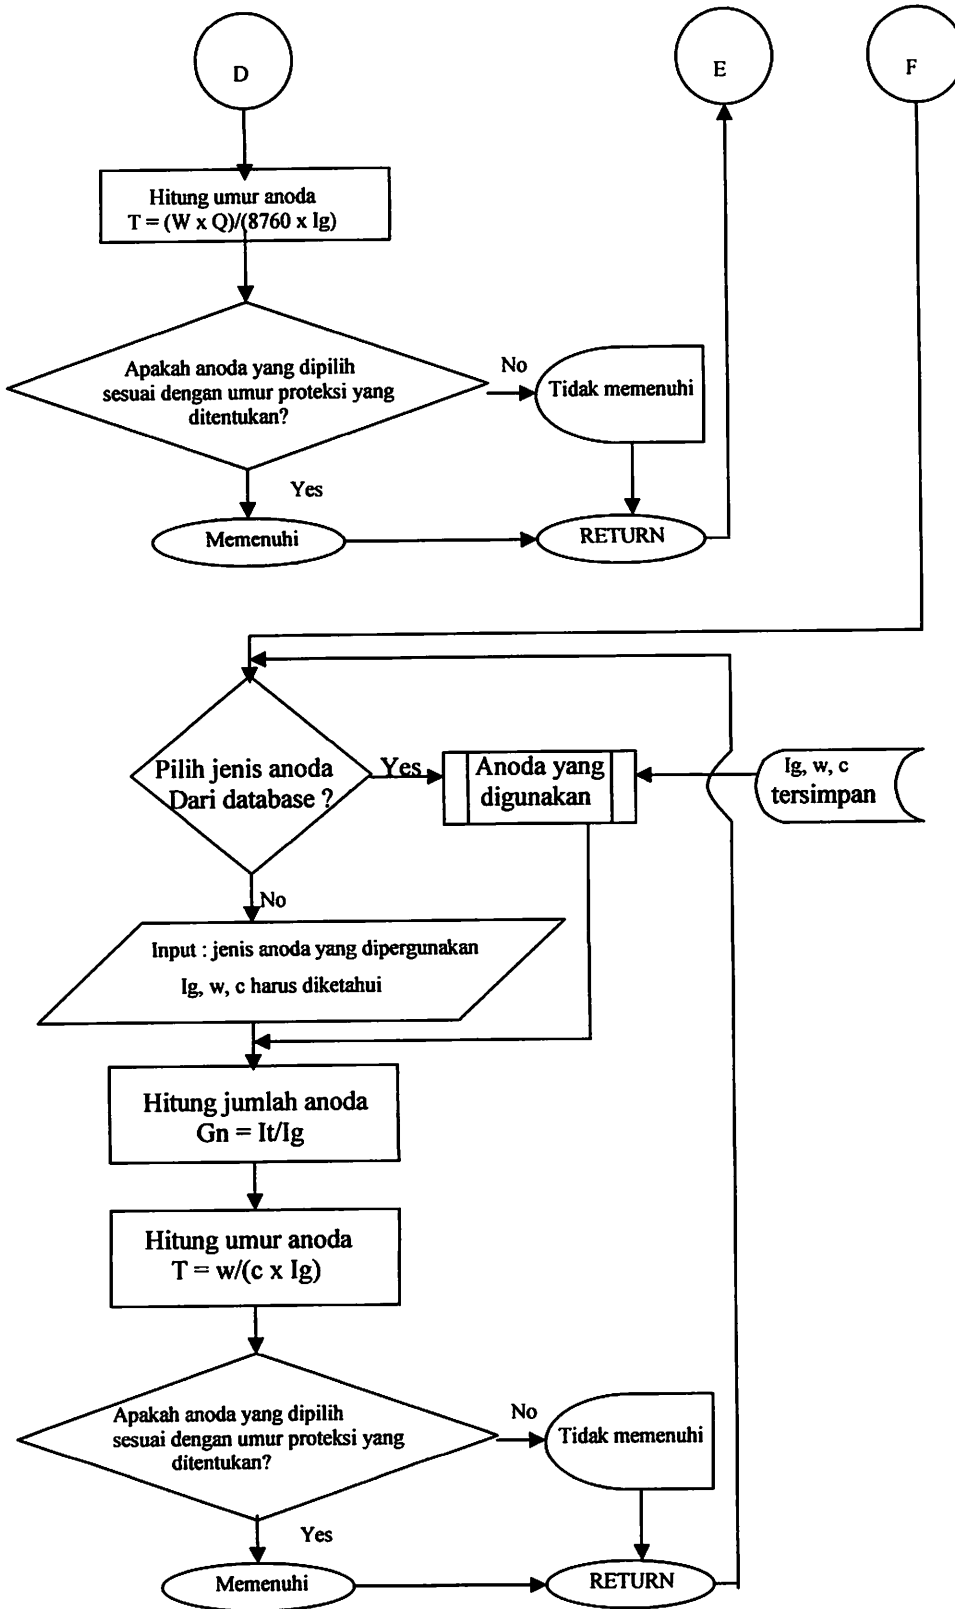 D
E
F
Hitung umur anoda
T = (W x Q)/(8760 x Ig)
Apakah anoda yang dipilih
sesuai dengan umur proteksi yang
ditentukan?
No
Tidak memenuhi
Yes
Memenuhi
RETURN
Pilih jenis anoda
Dari database ?
Yes
Anoda yang
digunakan
Ig, w, c
tersimpan
No
Input : jenis anoda yang dipergunakan
Ig, w, c harus diketahui
Hitung jumlah anoda
Gn = It/Ig
Hitung umur anoda
T = w/(c x Ig)
Apakah anoda yang dipilih
sesuai dengan umur proteksi yang
ditentukan?
No
Tidak memenuhi
Yes
Memenuhi
RETURN